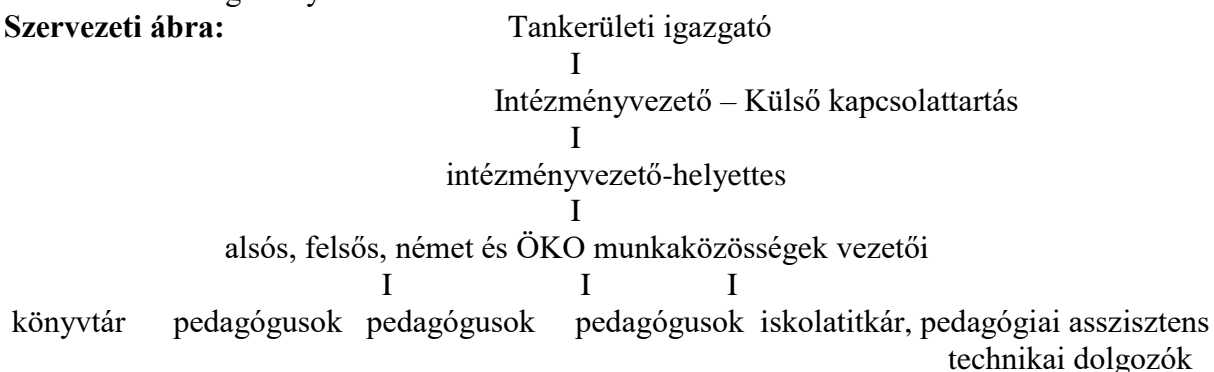 Szervezeti ábra: Tankerületi igazgató
I
Intézményvezető – Külső kapcsolattartás
I
intézményvezető-helyettes
I
alsós, felsős, német és ÖKO munkaközösségek vezetői
I I I
könyvtár pedagógusok pedagógusok pedagógusok iskolatitkár, pedagógiai asszisztens
technikai dolgozók